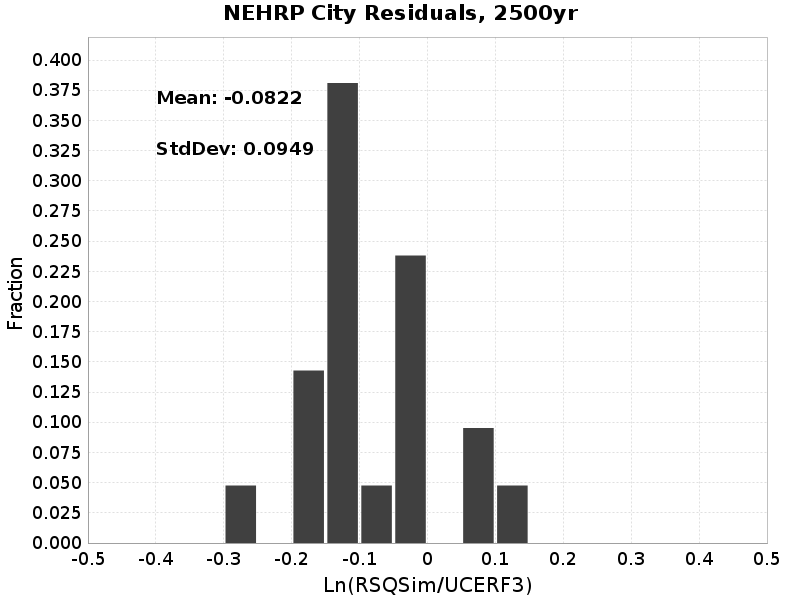 NEHRP City Residuals, 2500yr
Mean: -0.0822
StdDev: 0.0949
Fraction
0.400
0.375
0.350
0.325
0.300
0.275
0.250
0.225
0.200
0.175
0.150
0.125
0.100
0.075
0.050
0.025
0.000
-0.5 -0.4 -0.3 -0.2 -0.1 0 0.1 0.2 0.3 0.4 0.5
Ln(RSQSim/UCERF3)